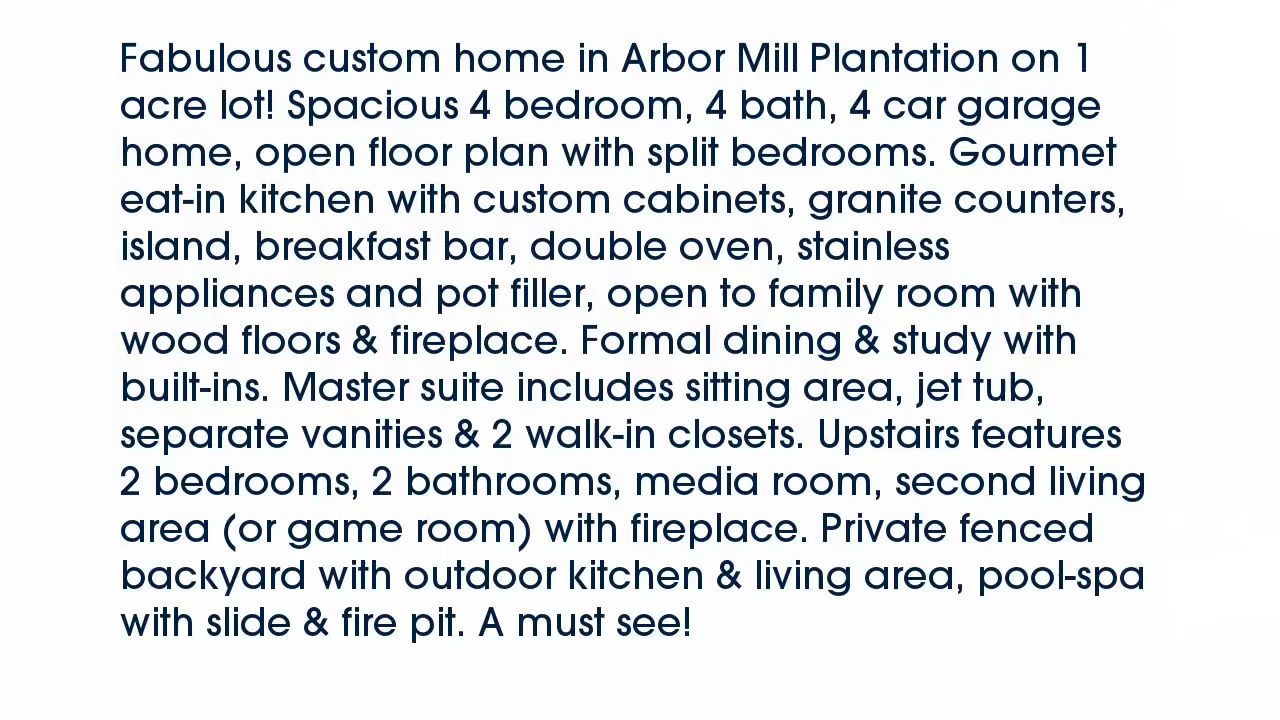 Fabulous custom home in Arbor Mill Plantation on 1
acre lot! Spacious 4 bedroom, 4 bath, 4 car garage
home, open floor plan with split bedrooms. Gourmet
eat-in kitchen with custom cabinets, granite counters,
island, breakfast bar, double oven, stainless
appliances and pot filler, open to family room with
wood floors & fireplace. Formal dining & study with
built-ins. Master suite includes sitting area, jet tub,
separate vanities & 2 walk-in closets. Upstairs features
2 bedrooms, 2 bathrooms, media room, second living
area (or game room) with fireplace. Private fenced
backyard with outdoor kitchen & living area, pool-spa
with slide & fire pit. A must see!